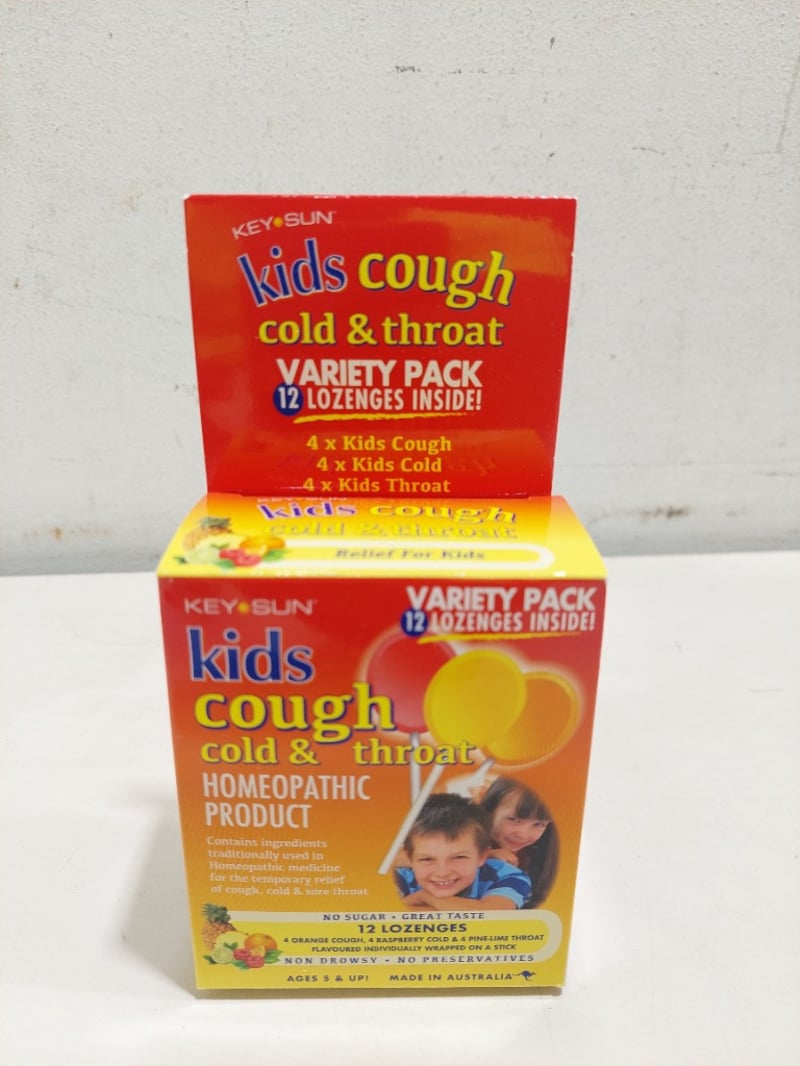 KEY•SUN™
kids cough
cold & throat
VARIETY PACK
12 LOZENGES INSIDE!
4 x Kids Cough
4 x Kids Cold
4 x Kids Throat
KEY•SUN
kids cough
cold & throat
Relief For Kids
KEY•SUN™
VARIETY PACK
12 LOZENGES INSIDE!
kids
cough
cold & throat
HOMEOPATHIC
PRODUCT
Contains ingredients
traditionally used in
Homeopathic medicine
for the temporary relief
of cough, cold & sore throat
NO SUGAR • GREAT TASTE
12 LOZENGES
4 ORANGE COUGH, 4 RASPBERRY COLD & 4 PINE-LIME THROAT
FLAVOURED INDIVIDUALLY WRAPPED ON A STICK
NON DROWSY • NO PRESERVATIVES
AGES 5 & UP! MADE IN AUSTRALIA